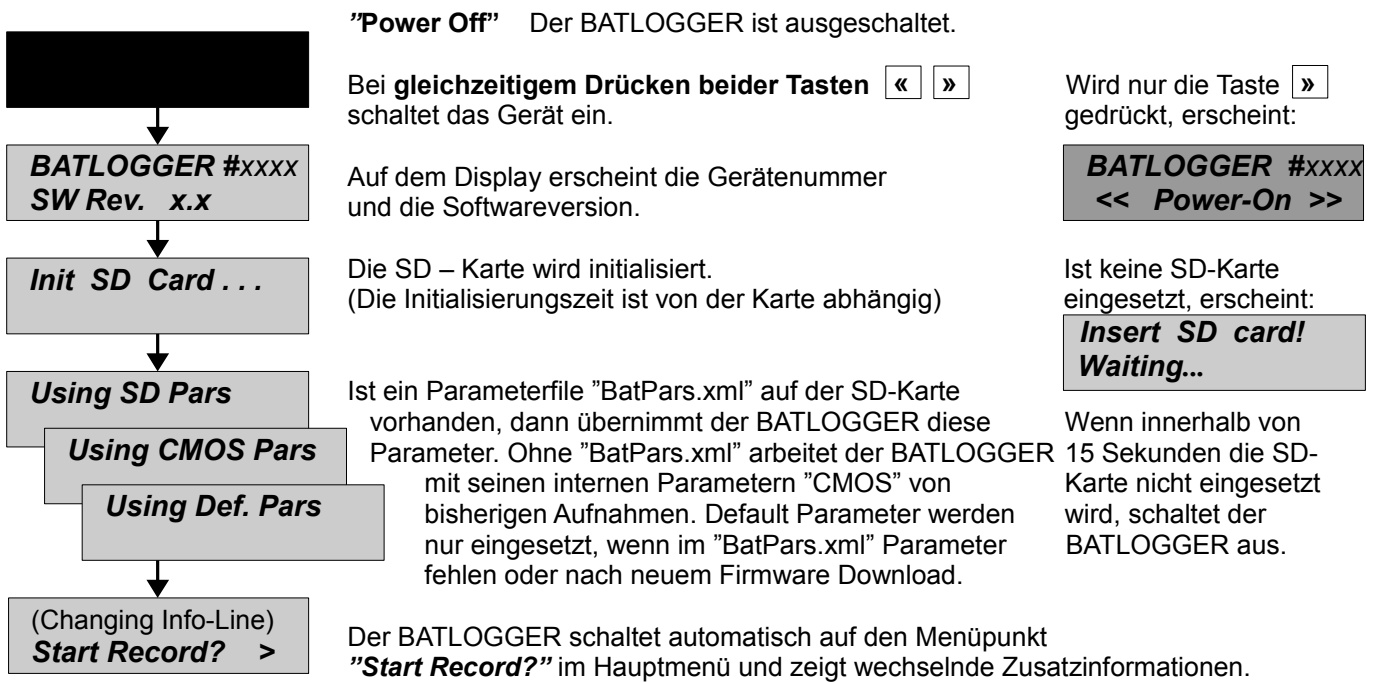 ”Power Off” Der BATLOGGER ist ausgeschaltet.
Bei gleichzeitigem Drücken beider Tasten « »
schaltet das Gerät ein.
Wird nur die Taste »
gedrückt, erscheint:
BATLOGGER #xxxx
SW Rev. x.x
Auf dem Display erscheint die Gerätenummer
und die Softwareversion.
BATLOGGER #xxxx
<< Power-On >>
Init SD Card . . .
Die SD – Karte wird initialisiert.
(Die Initialisierungszeit ist von der Karte abhängig)
Ist keine SD-Karte
eingesetzt, erscheint:
Insert SD card!
Waiting...
Using SD Pars
Using CMOS Pars
Using Def. Pars
Ist ein Parameterfile ”BatPars.xml” auf der SD-Karte
vorhanden, dann übernimmt der BATLOGGER diese
Parameter. Ohne ”BatPars.xml” arbeitet der BATLOGGER
mit seinen internen Parametern ”CMOS” von
bisherigen Aufnahmen. Default Parameter werden
nur eingesetzt, wenn im ”BatPars.xml” Parameter
fehlen oder nach neuem Firmware Download.
Wenn innerhalb von
15 Sekunden die SD-
Karte nicht eingesetzt
wird, schaltet der
BATLOGGER aus.
(Changing Info-Line)
Start Record? >
Der BATLOGGER schaltet automatisch auf den Menüpunkt
”Start Record?” im Hauptmenü und zeigt wechselnde Zusatzinformationen.